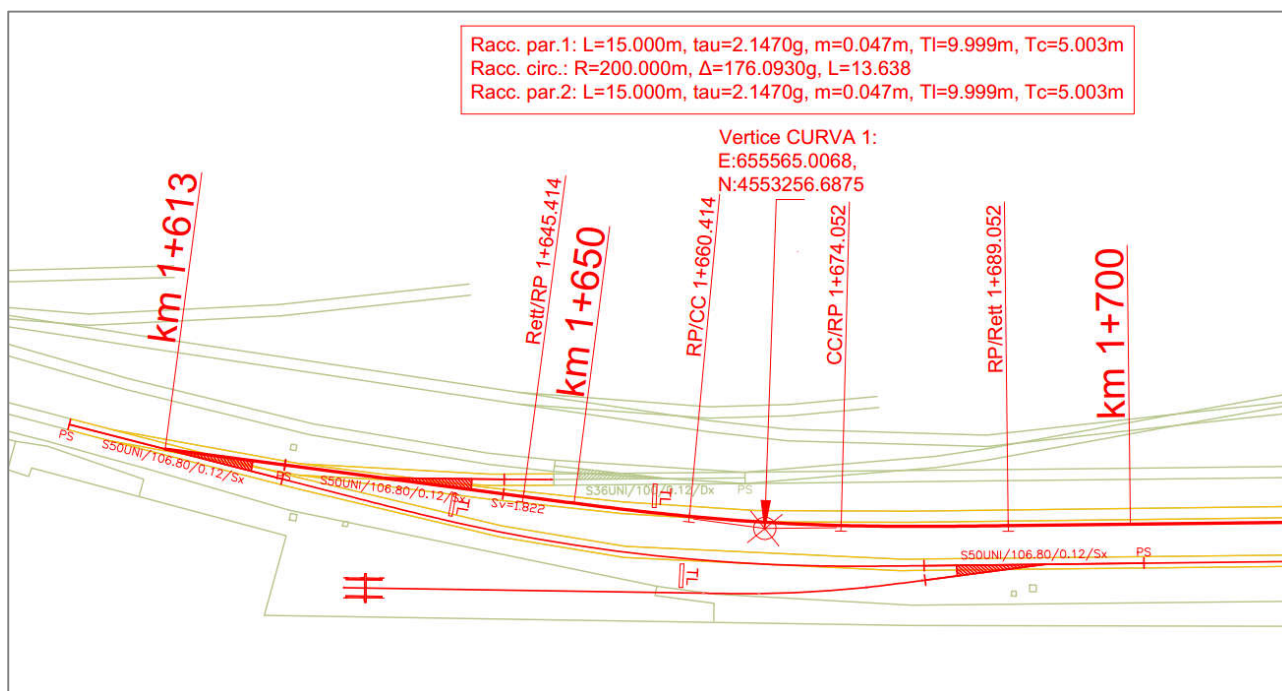 Racc. par.1: L=15.000m, tau=2.1470g, m=0.047m, Tl=9.999m, Tc=5.003m
Racc. circ.: R=200.000m, Δ=176.0930g, L=13.638
Racc. par.2: L=15.000m, tau=2.1470g, m=0.047m, Tl=9.999m, Tc=5.003m
Vertice CURVA 1:
E:655565.0068,
N:4553256.6875
km 1+613
Rett/RP 1+645.414
km 1+650
RP/CC 1+660.414
CC/RP 1+674.052
RP/Rett 1+689.052
km 1+700
PS
S50UNI/106.80/0.12/Sx
PS
S50UNI/106.80/0.12/Sx
TL
Sv=1.822
S36UNI/100/0.12/Dx
PS
TL
TL
S50UNI/106.80/0.12/Sx
PS